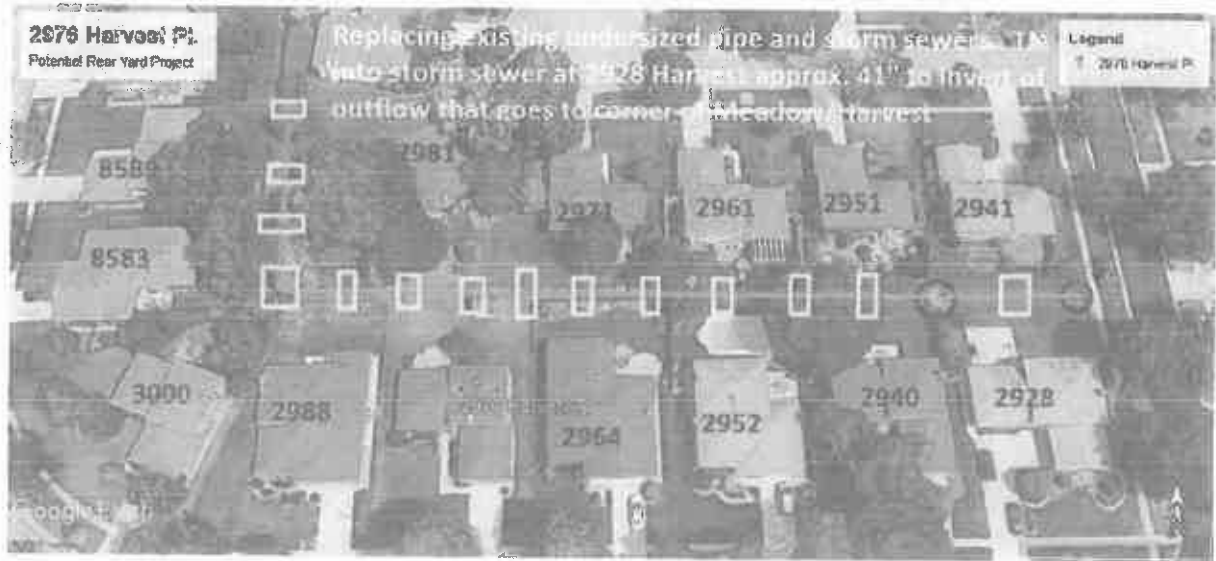 2976 Harvest Pl.
Potential Rear Yard Project
Replacing existing undersized pipe and storm sewers.
into storm sewer at 2928 Harvest approx. 41" to invert of
outflow that goes to corner of Meadow/Harvest
Legend
2976 Harvest Pl
8589
2981
2971
2961
2951
2941
8583
3000
2988
2964
2952
2940
2928
Google Earth